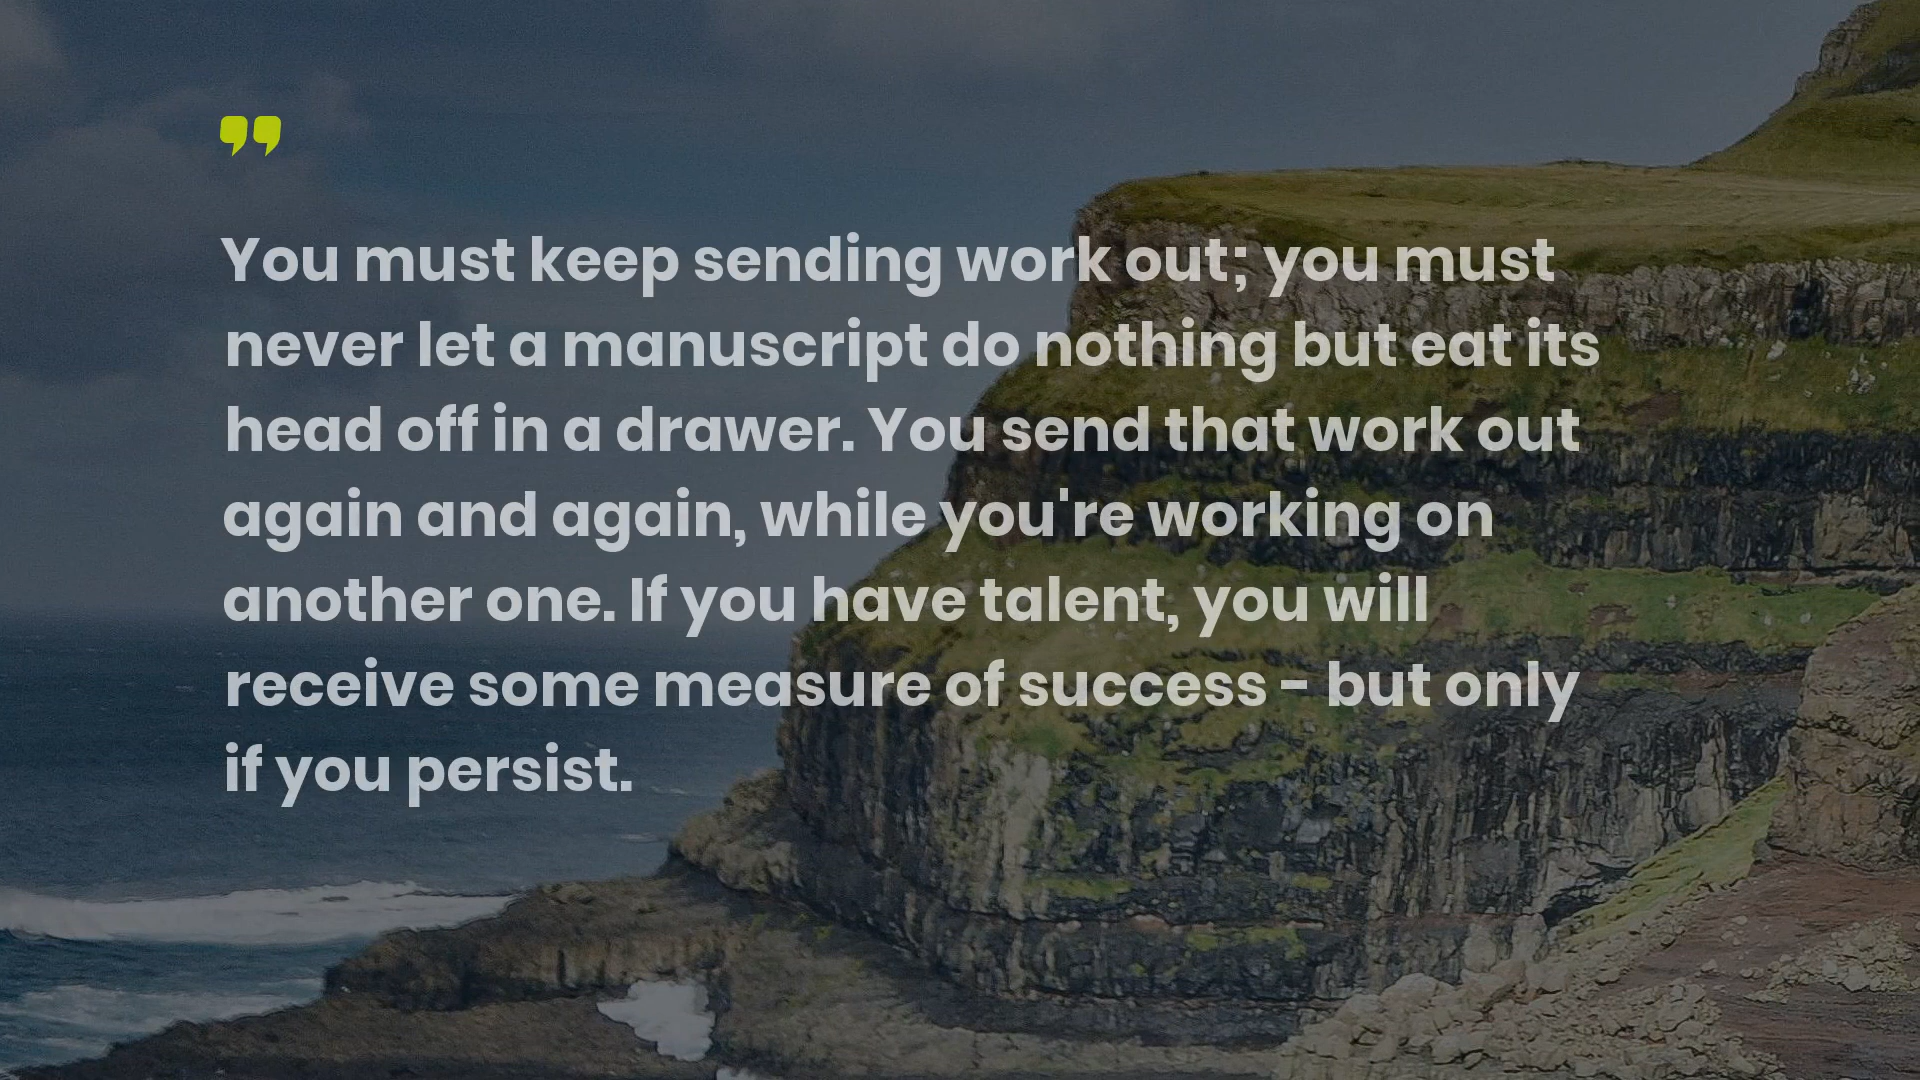 ”
You must keep sending work out; you must
never let a manuscript do nothing but eat its
head off in a drawer. You send that work out
again and again, while you're working on
another one. If you have talent, you will
receive some measure of success - but only
if you persist.